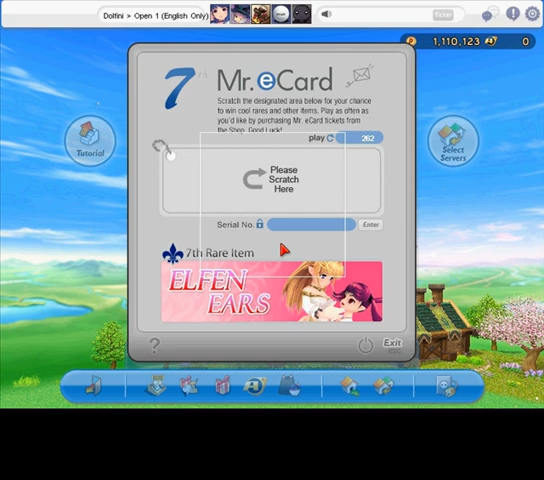 Dolfini > Open 1 (English Only)
Ticker
1,110,123
0
7th
Mr.eCard
Scratch the designated area below for your chance
to win cool rares and other items. Play as often as
you'd like by purchasing Mr. eCard tickets from
the Shop. Good Luck!
play
262
Tutorial
Select
Servers
Please
Scratch
Here
Serial No.
Enter
7th Rare Item
ELFEN
EARS
?
Exit
ESC